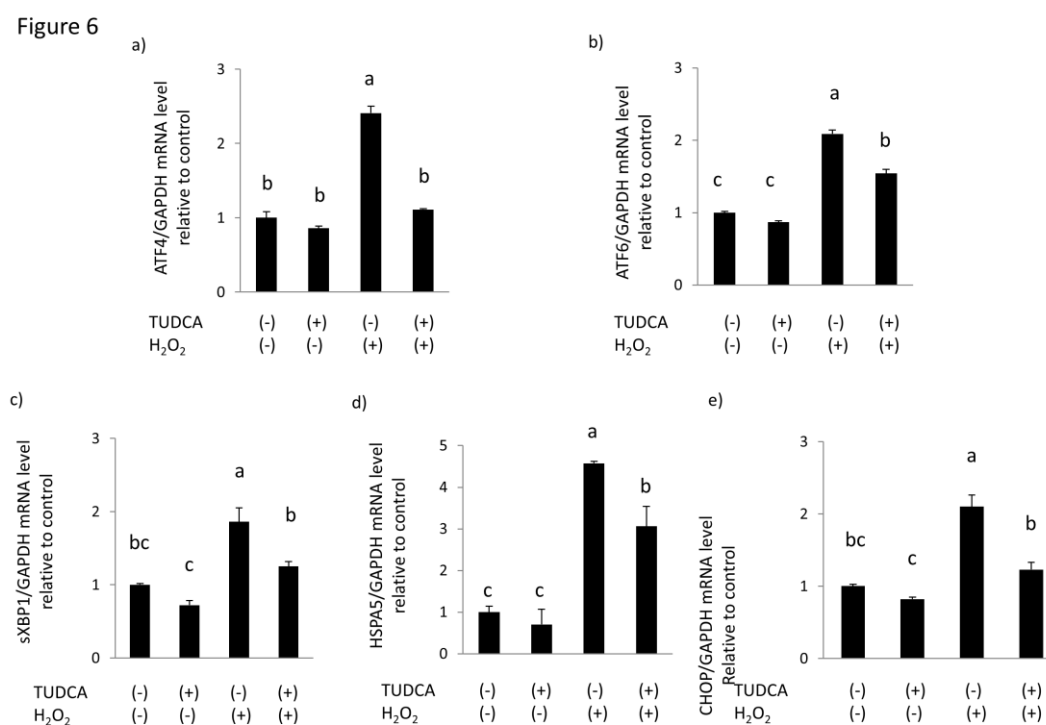 Figure 6
a)
ATF4/GAPDH mRNA level
relative to control
3
2
1
0
b
b
a
b
TUDCA (-) (+) (-) (+)
H₂O₂ (-) (-) (+) (+)
b)
ATF6/GAPDH mRNA level
relative to control
3
2
1
0
c
c
a
b
TUDCA (-) (+) (-) (+)
H₂O₂ (-) (-) (+) (+)
c)
sXBP1/GAPDH mRNA level
relative to control
3
2
1
0
bc
c
a
b
TUDCA (-) (+) (-) (+)
H₂O₂ (-) (-) (+) (+)
d)
HSPA5/GAPDH mRNA level
relative to control
5
4
3
2
1
0
c
c
a
b
TUDCA (-) (+) (-) (+)
H₂O₂ (-) (-) (+) (+)
e)
CHOP/GAPDH mRNA level
Relative to control
3
2
1
0
bc
c
a
b
TUDCA (-) (+) (-) (+)
H₂O₂ (-) (-) (+) (+)